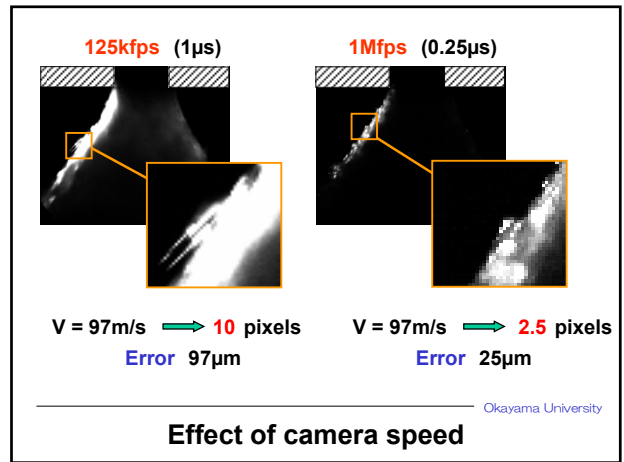 125kfps (1µs)
1Mfps (0.25µs)
V = 97m/s 10 pixels
Error 97µm
V = 97m/s 2.5 pixels
Error 25µm
Okayama University
Effect of camera speed